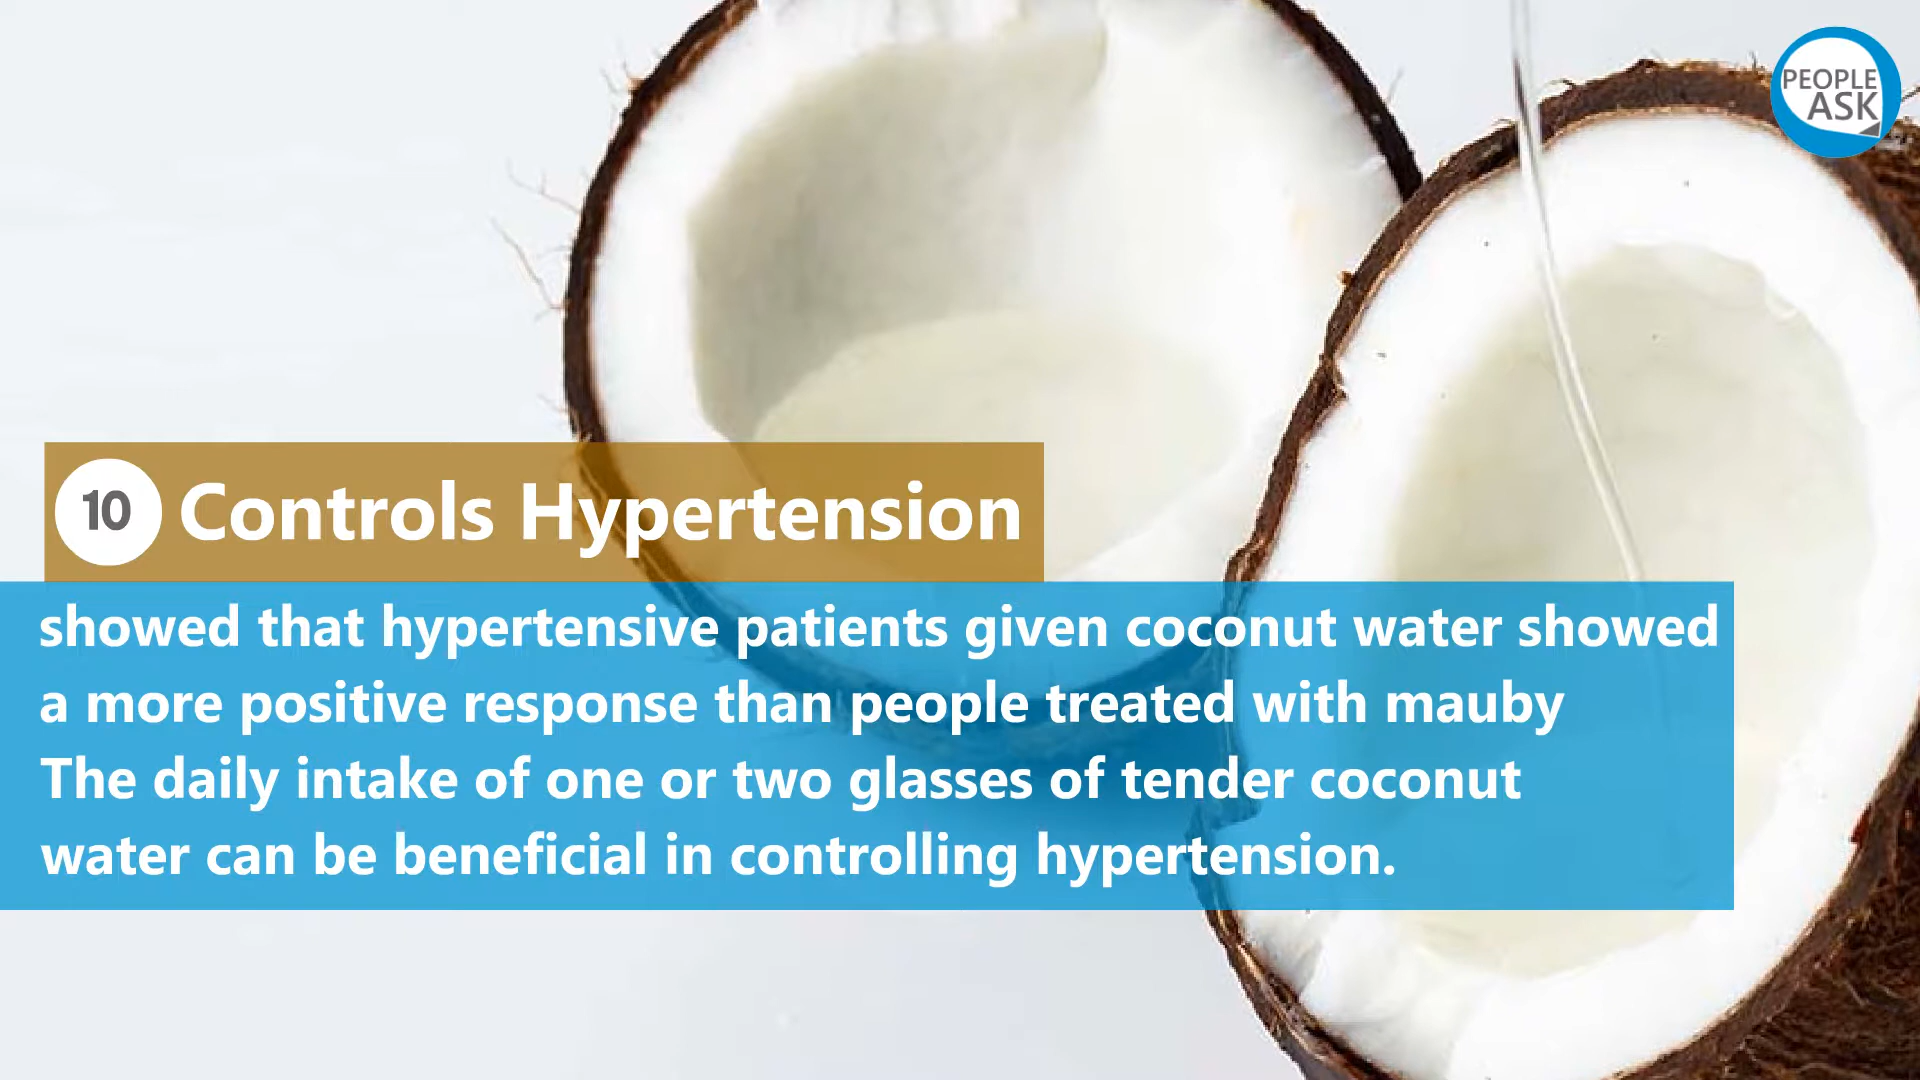 PEOPLE
ASK
10 Controls Hypertension
showed that hypertensive patients given coconut water showed
a more positive response than people treated with mauby
The daily intake of one or two glasses of tender coconut
water can be beneficial in controlling hypertension.